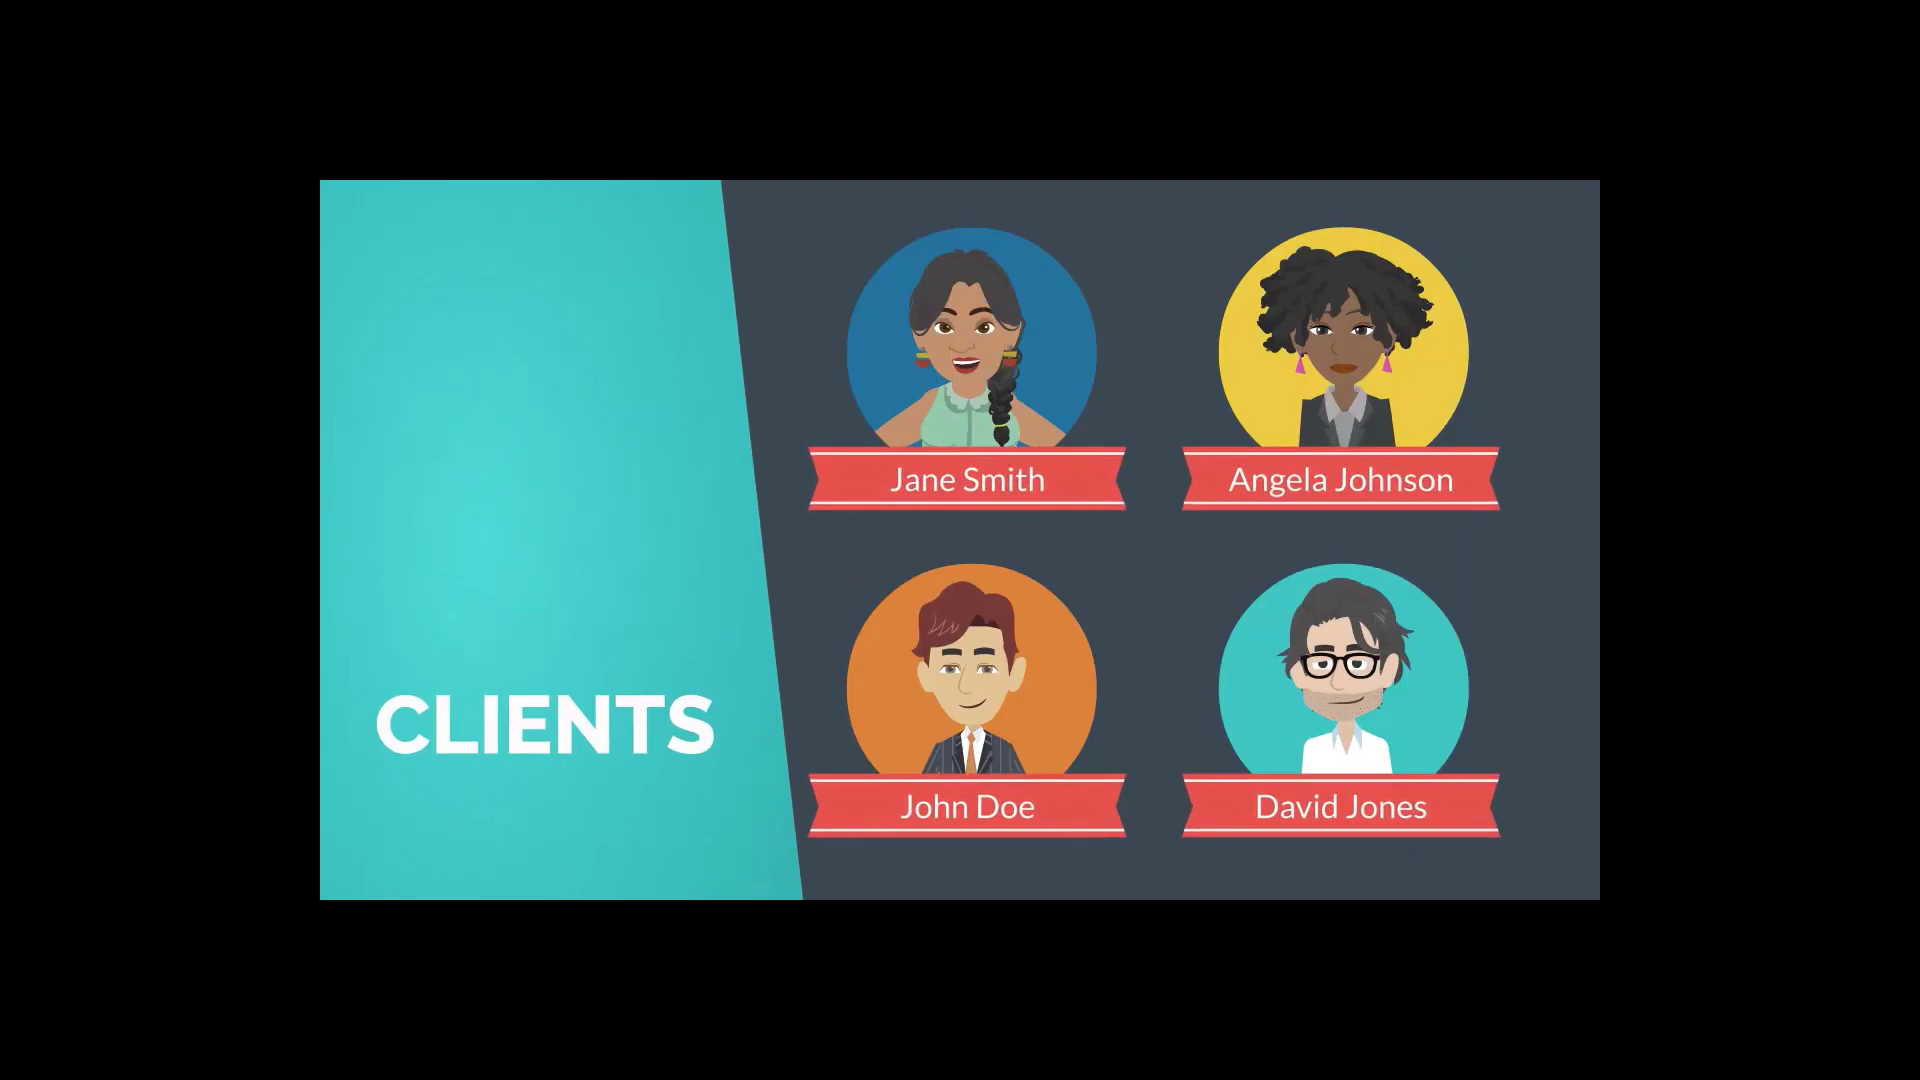 CLIENTS
Jane Smith
Angela Johnson
John Doe
David Jones